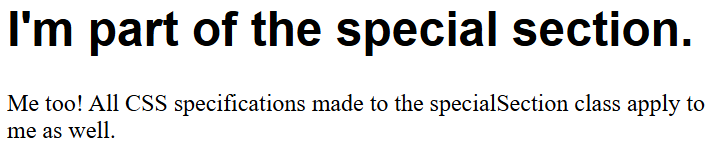 I'm part of the special section.
Me too! All CSS specifications made to the specialSection class apply to
me as well.